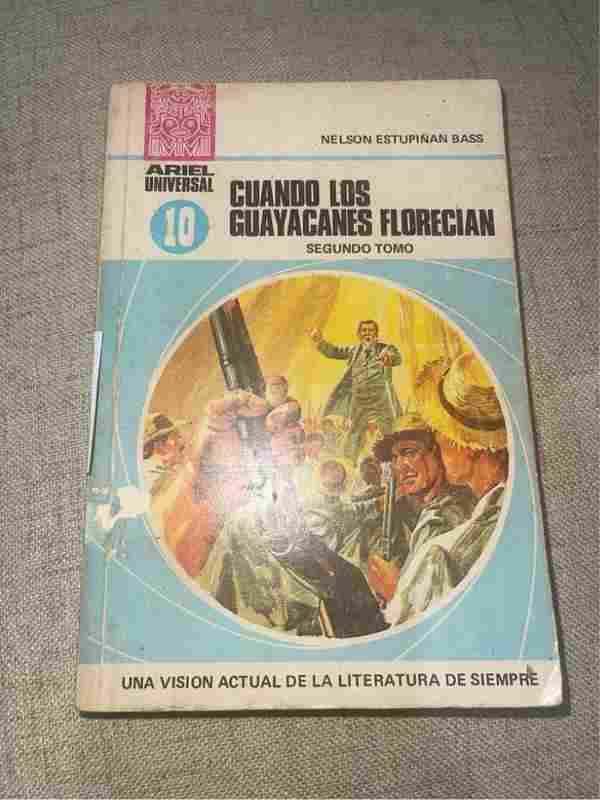 NELSON ESTUPIÑAN BASS
ARIEL
UNIVERSAL
10
CUANDO LOS
GUAYACANES FLORECIAN
SEGUNDO TOMO
UNA VISION ACTUAL DE LA LITERATURA DE SIEMPRE